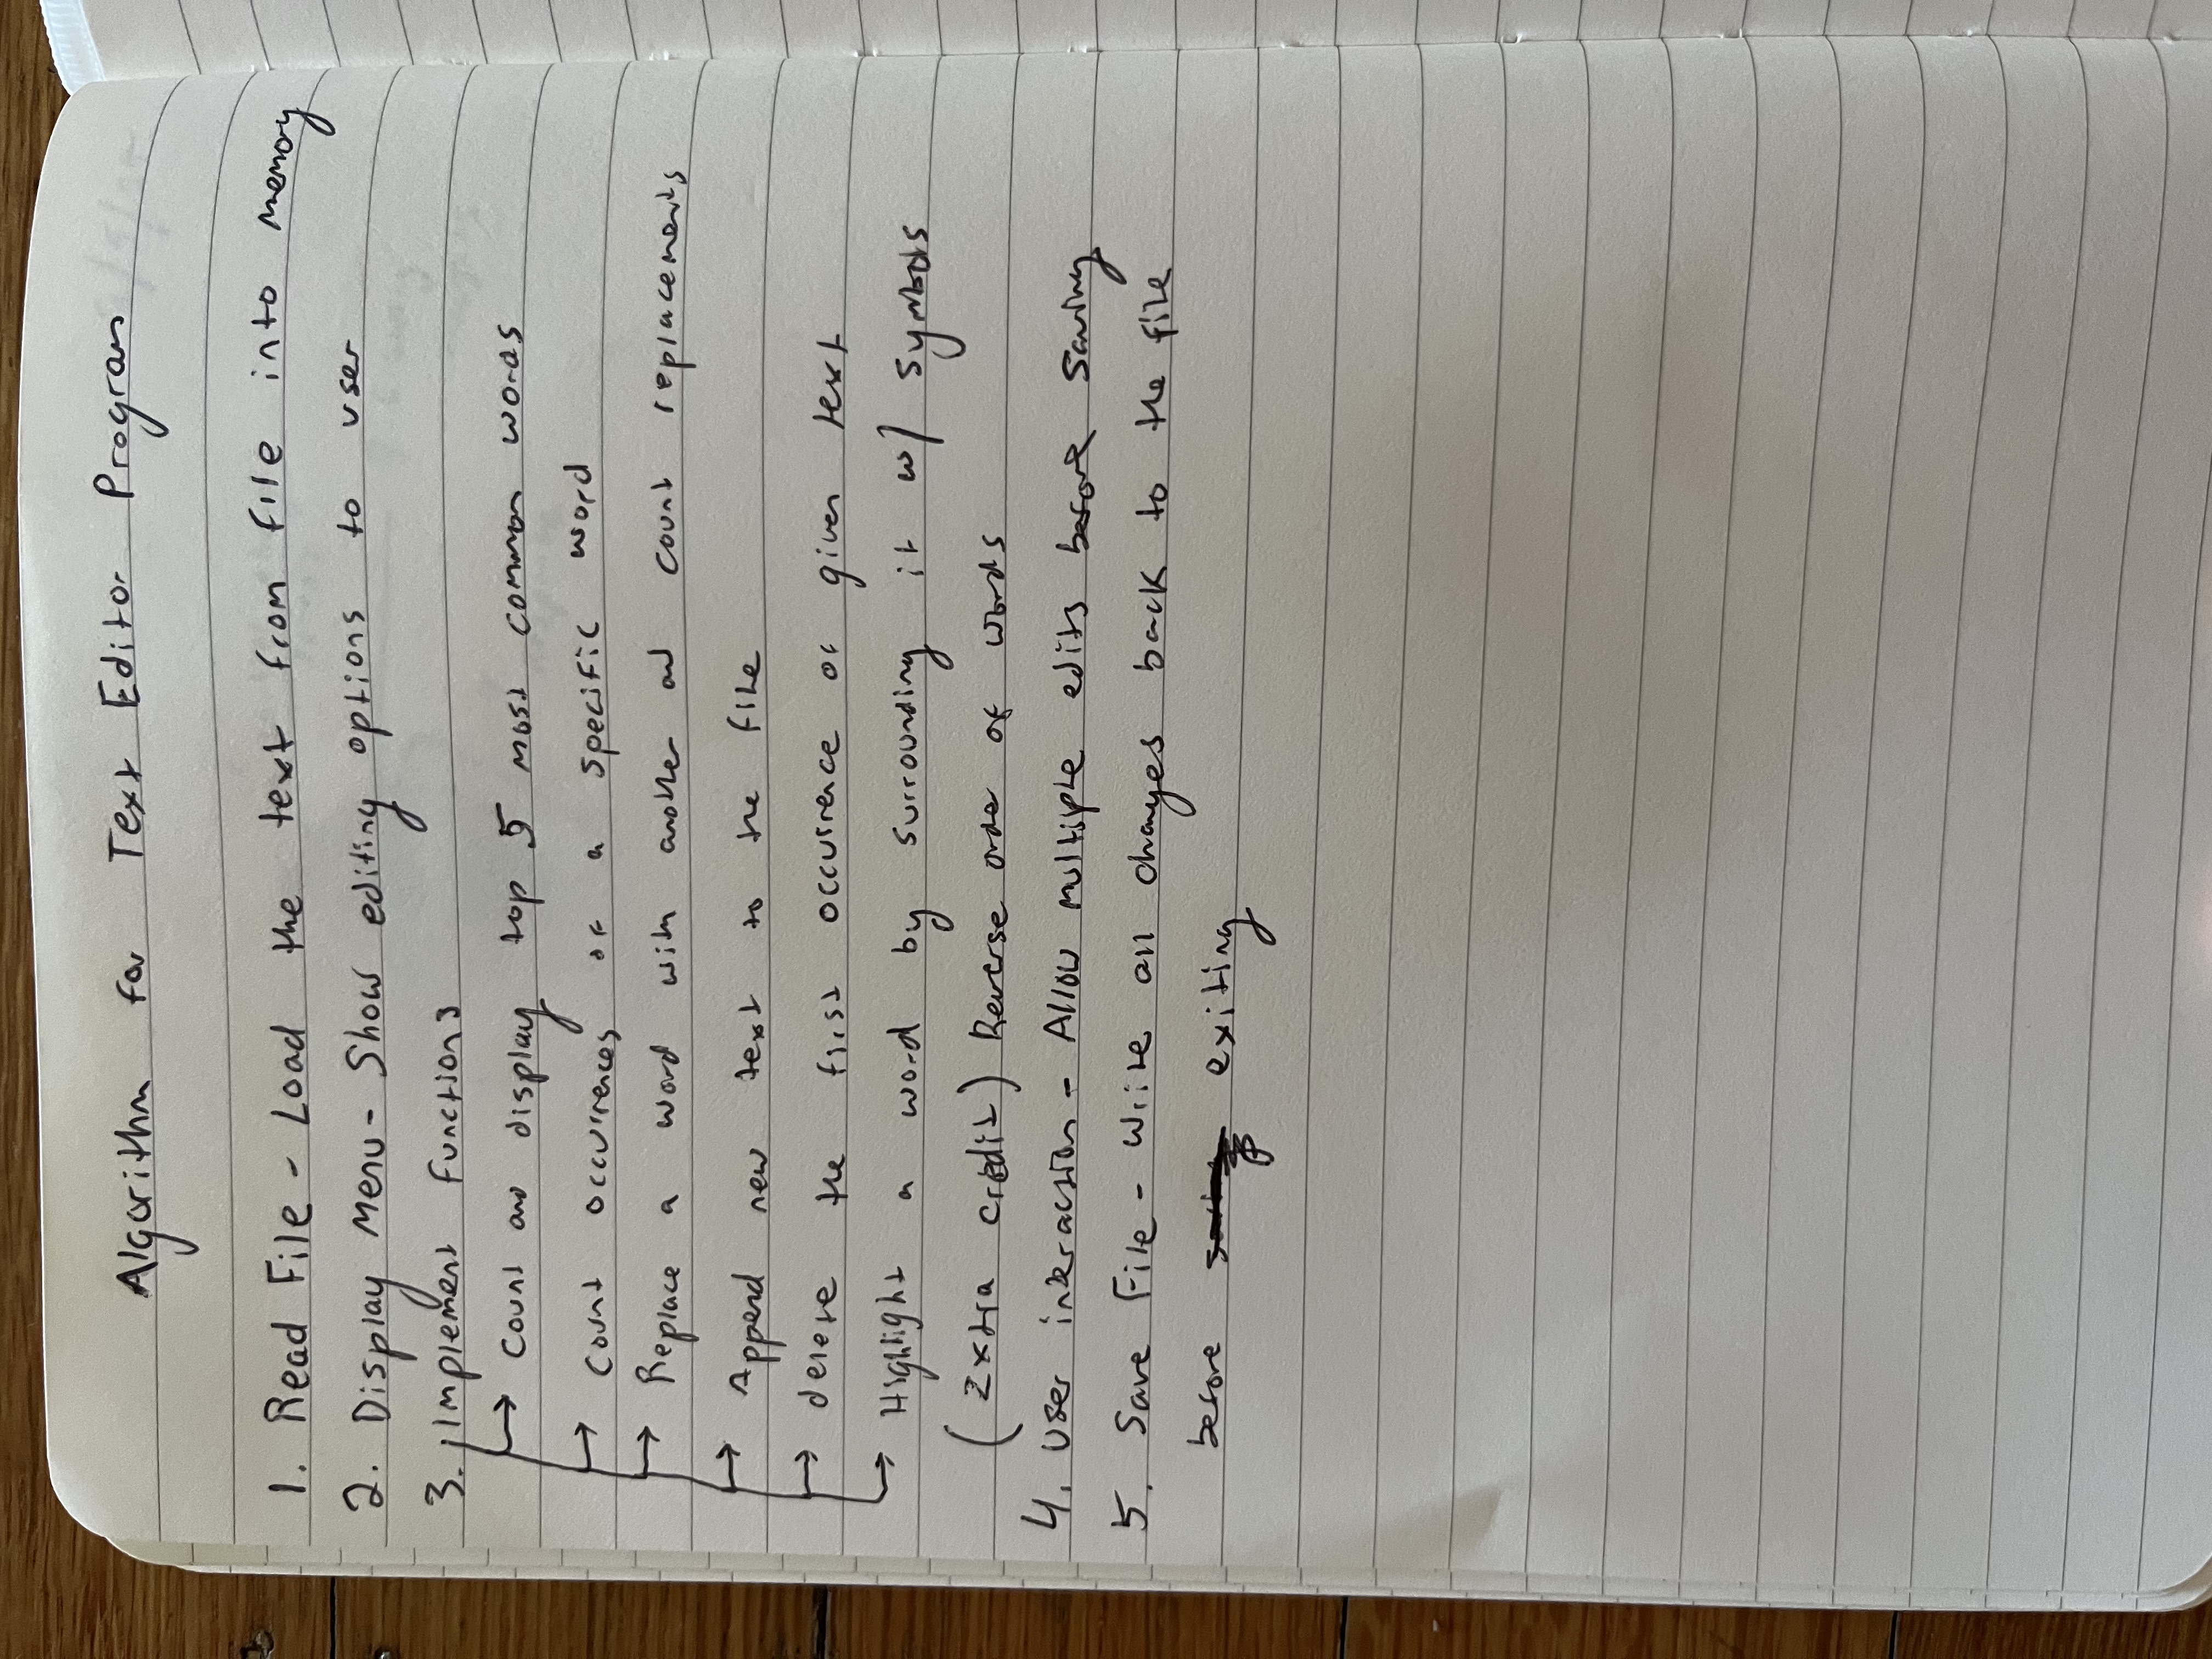 Algorithm for Text Editor Program
1. Read File - Load the text from file into memory
2. Display Menu - Show editing options to user
3. Implement functions
→ Count and display top 5 most common words
→ Count occurrences of a specific word
→ Replace a word with another and count replacements
→ Append new text to the file
→ delete the first occurrence of given text
→ Highlight a word by surrounding it w/ symbols
(Extra credit) Reverse order of words
4. User interaction - Allow multiple edits before saving
5. Save File - Write all changes back to the file
before exiting